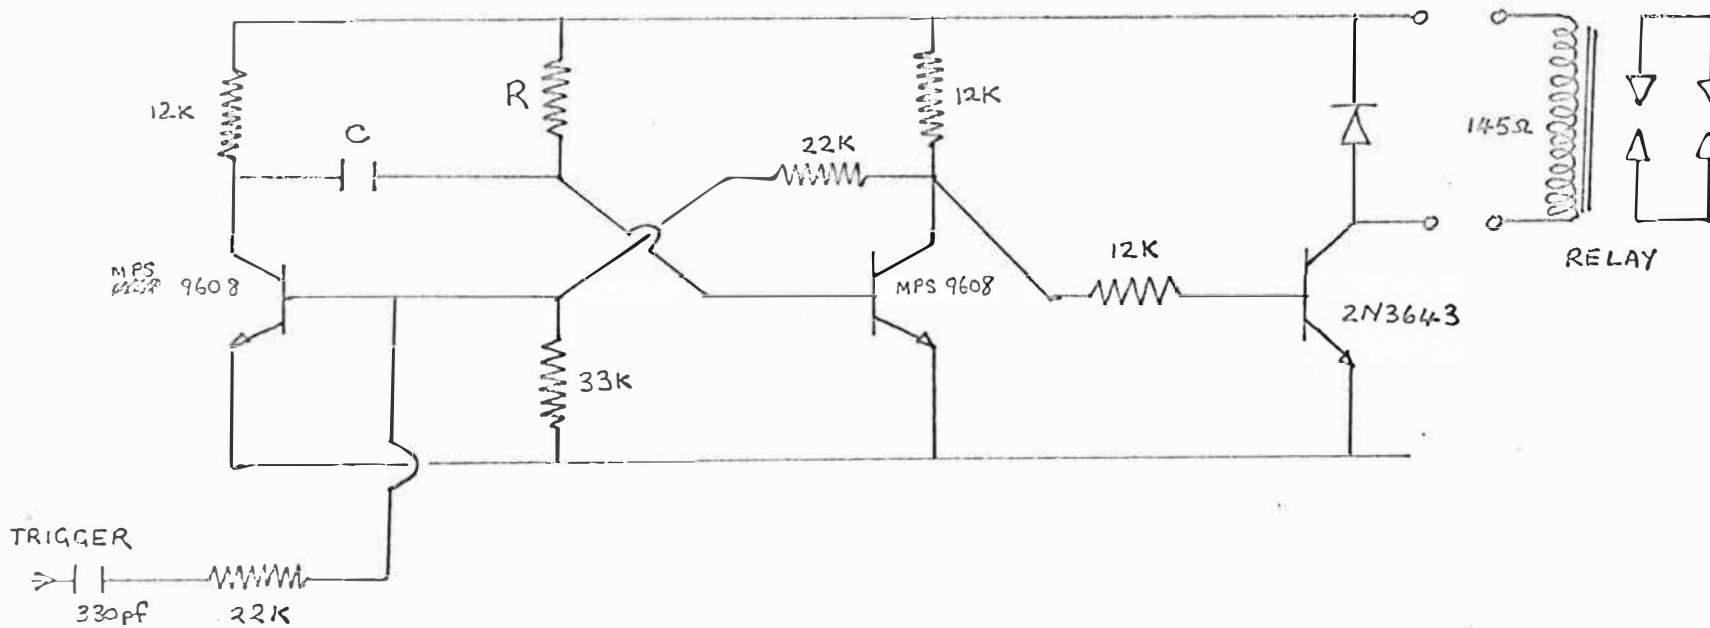 12K
C
R
22K
12K
145Ω
RELAY
MPS
9608
MPS 9608
12K
2N3643
33K
TRIGGER
330pf
22K